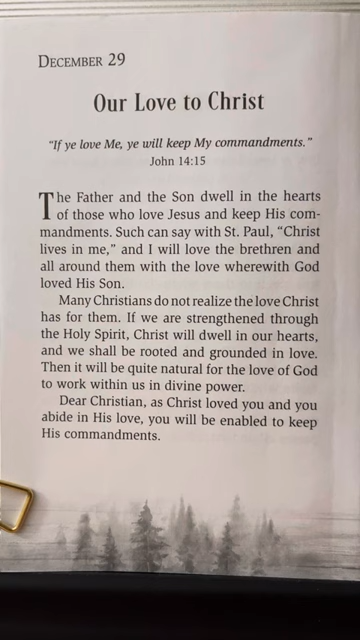 December 29
Our Love to Christ
“If ye love Me, ye will keep My commandments.”
John 14:15
The Father and the Son dwell in the hearts
of those who love Jesus and keep His com-
mandments. Such can say with St. Paul, “Christ
lives in me,” and I will love the brethren and
all around them with the love wherewith God
loved His Son.
Many Christians do not realize the love Christ
has for them. If we are strengthened through
the Holy Spirit, Christ will dwell in our hearts,
and we shall be rooted and grounded in love.
Then it will be quite natural for the love of God
to work within us in divine power.
Dear Christian, as Christ loved you and you
abide in His love, you will be enabled to keep
His commandments.